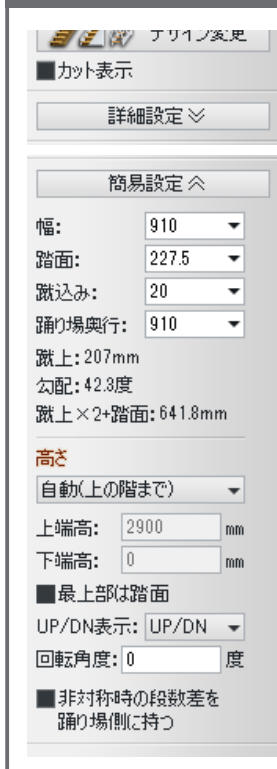 デザイン変更
■カット表示
詳細設定
簡易設定
幅: 910
踏面: 227.5
蹴込み: 20
踊り場奥行: 910
蹴上:207mm
勾配:42.3度
蹴上×2+踏面:641.8mm
高さ
自動(上の階まで)
上端高: 2900 mm
下端高: 0 mm
■最上部は踏面
UP/DN表示: UP/DN
回転角度: 0 度
■非対称時の段数差を
踊り場側に持つ